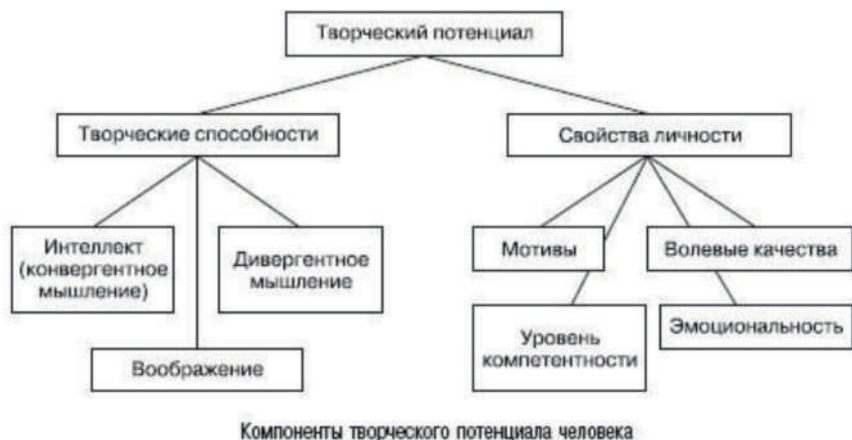 Творческий потенциал
Творческие способности
Свойства личности
Интеллект
(конвергентное
мышление)
Дивергентное
мышление
Воображение
Мотивы
Волевые качества
Уровень
компетентности
Эмоциональность
Компоненты творческого потенциала человека